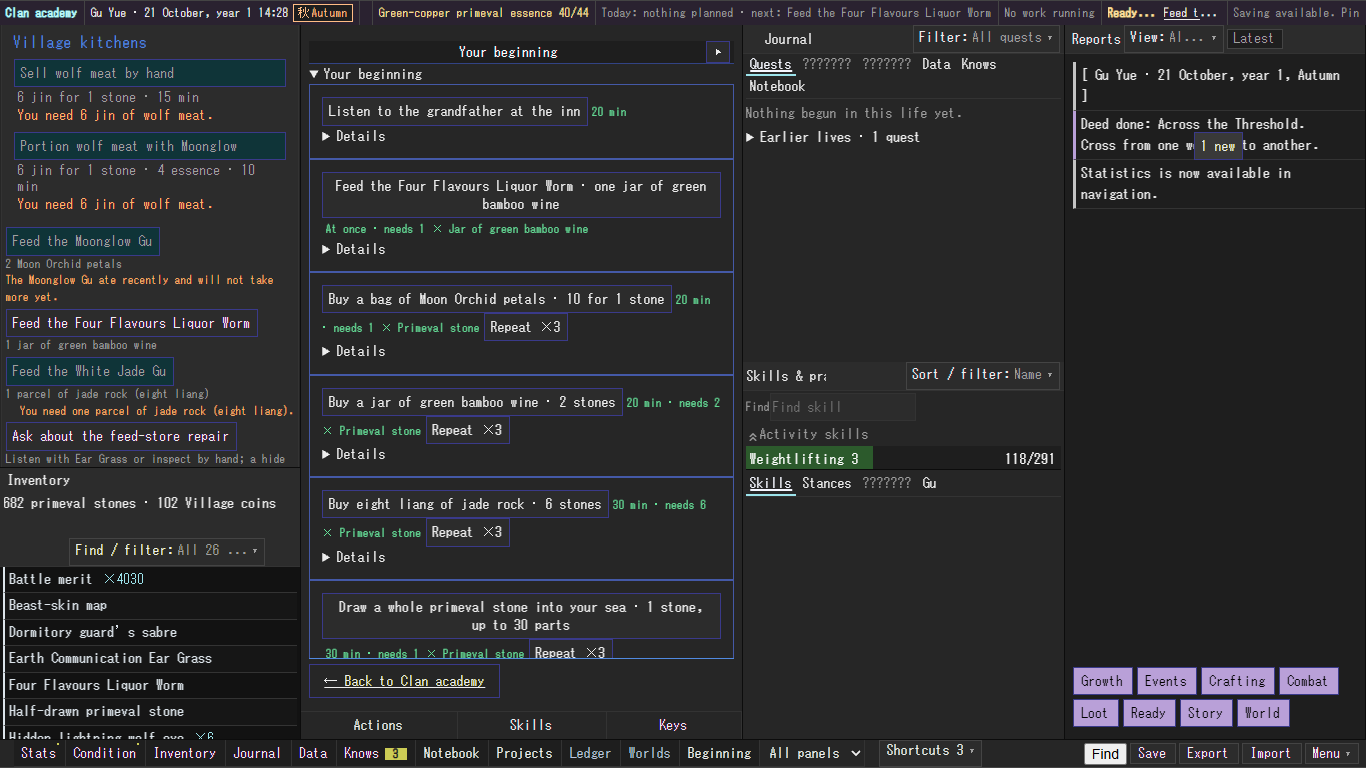 Clan academy
Gu Yue · 21 October, year 1 14:28 秋Autumn
Green-copper primeval essence 40/44
Today: nothing planned · next: Feed the Four Flavours Liquor Worm
No work running
Ready... Feed t...
Saving available. Pin
Village kitchens
Sell wolf meat by hand
6 jin for 1 stone · 15 min
You need 6 jin of wolf meat.
Portion wolf meat with Moonglow
6 jin for 1 stone · 4 essence · 10
min
You need 6 jin of wolf meat.
Feed the Moonglow Gu
2 Moon Orchid petals
The Moonglow Gu ate recently and will not take
more yet.
Feed the Four Flavours Liquor Worm
1 jar of green bamboo wine
Feed the White Jade Gu
1 parcel of jade rock (eight liang)
You need one parcel of jade rock (eight liang).
Ask about the feed-store repair
Listen with Ear Grass or inspect by hand; a hide
Inventory
682 primeval stones · 102 Village coins
Find / filter: All 26 ... ▾
Battle merit ×4030
Beast-skin map
Dormitory guard's sabre
Earth Communication Ear Grass
Four Flavours Liquor Worm
Half-drawn primeval stone
Hidden lightning wolf eye ×6
Your beginning
▸
▼ Your beginning
Listen to the grandfather at the inn 20 min
▶ Details
Feed the Four Flavours Liquor Worm · one jar of green
bamboo wine
At once · needs 1 × Jar of green bamboo wine
▶ Details
Buy a bag of Moon Orchid petals · 10 for 1 stone 20 min
· needs 1 × Primeval stone Repeat ×3
▶ Details
Buy a jar of green bamboo wine · 2 stones 20 min · needs 2
× Primeval stone Repeat ×3
▶ Details
Buy eight liang of jade rock · 6 stones 30 min · needs 6
× Primeval stone Repeat ×3
▶ Details
Draw a whole primeval stone into your sea · 1 stone,
up to 30 parts
30 min · needs 1 × Primeval stone Repeat ×3
← Back to Clan academy
Actions Skills Keys
Journal
Filter: All quests ▾
Quests ??????? ??????? Data Knows
Notebook
Nothing begun in this life yet.
▶ Earlier lives · 1 quest
Skills & pra
Sort / filter: Name ▾
Find Find skill
Activity skills
Weightlifting 3 118/291
Skills Stances ??????? Gu
Reports View: Al... ▾ Latest
[ Gu Yue · 21 October, year 1, Autumn
]
Deed done: Across the Threshold.
Cross from one w to another.
1 new
Statistics is now available in
navigation.
Growth Events Crafting Combat
Loot Ready Story World
Stats Condition Inventory Journal Data Knows 3 Notebook Projects Ledger Worlds Beginning All panels Shortcuts 3 ▾ Find Save Export Import Menu ▾